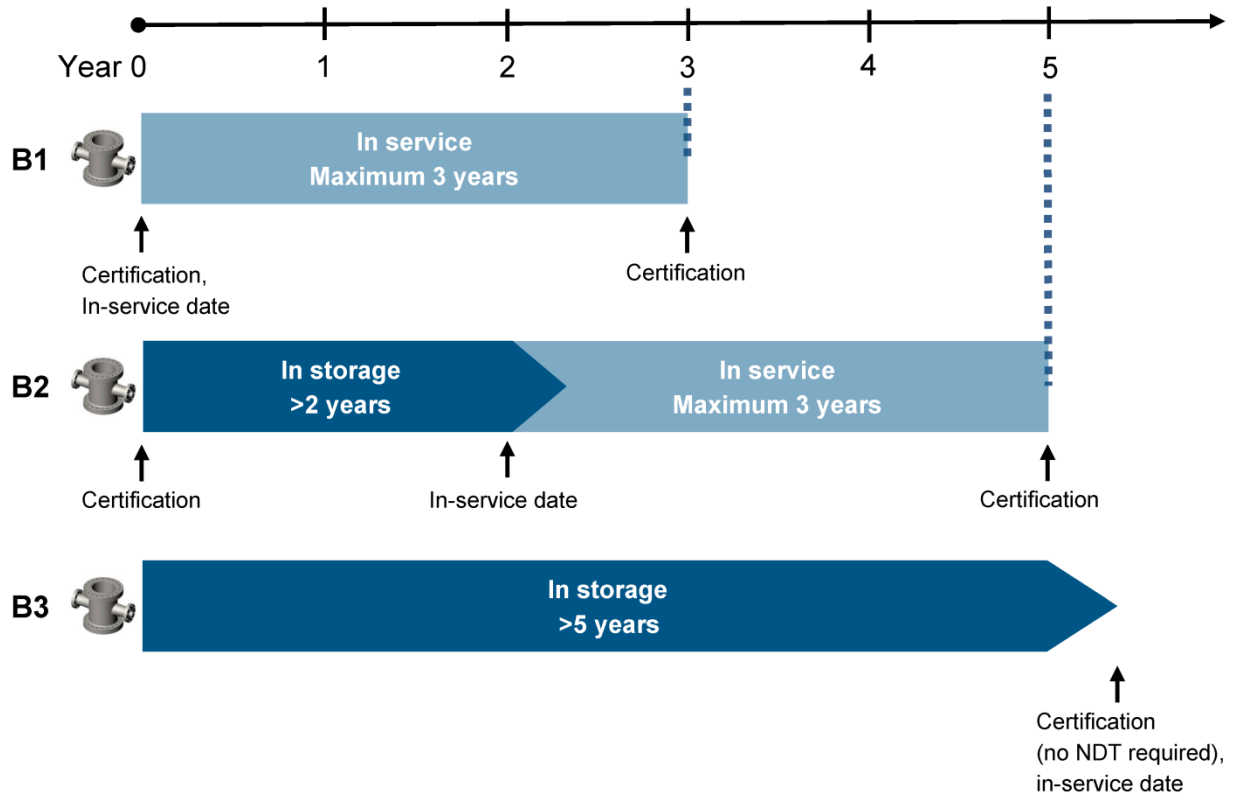 Year 0 1 2 3 4 5
B1
In service
Maximum 3 years
Certification,
In-service date
Certification
B2
In storage
>2 years
In service
Maximum 3 years
Certification
In-service date
Certification
B3
In storage
>5 years
Certification
(no NDT required),
in-service date